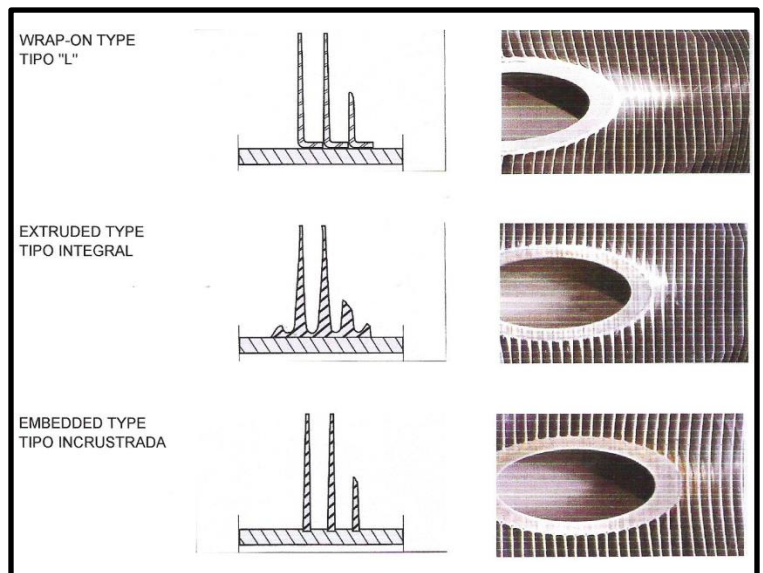 WRAP-ON TYPE
TIPO "L"
EXTRUDED TYPE
TIPO INTEGRAL
EMBEDDED TYPE
TIPO INCRUSTRADA